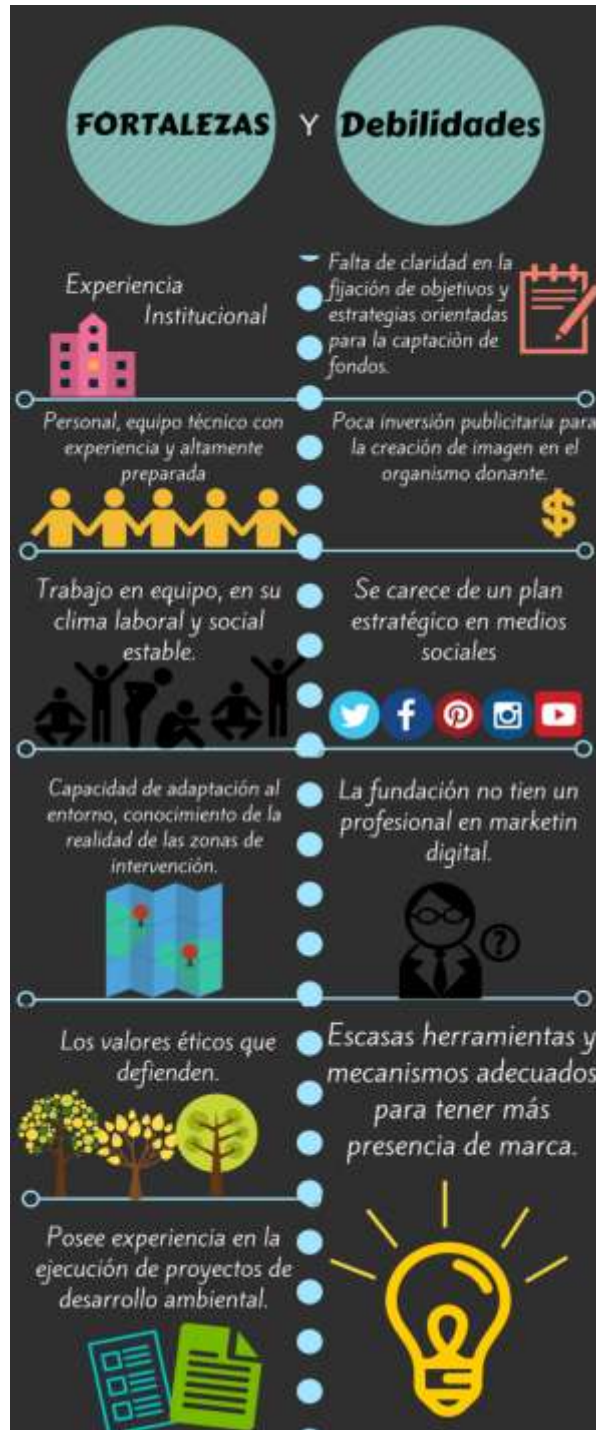 FORTALEZAS Y Debilidades
Experiencia
Institucional
Falta de claridad en la
fijación de objetivos y
estrategias orientadas
para la captación de
fondos.
Personal, equipo técnico con
experiencia y altamente
preparada
Poca inversión publicitaria para
la creación de imagen en el
organismo donante.
Trabajo en equipo, en su
clima laboral y social
estable.
Se carece de un plan
estratégico en medios
sociales
Capacidad de adaptación al
entorno, conocimiento de la
realidad de las zonas de
intervención.
La fundación no tien un
profesional en marketin
digital.
?
Los valores éticos que
defienden.
Escasas herramientas y
mecanismos adecuados
para tener más
presencia de marca.
Posee experiencia en la
ejecución de proyectos de
desarrollo ambiental.